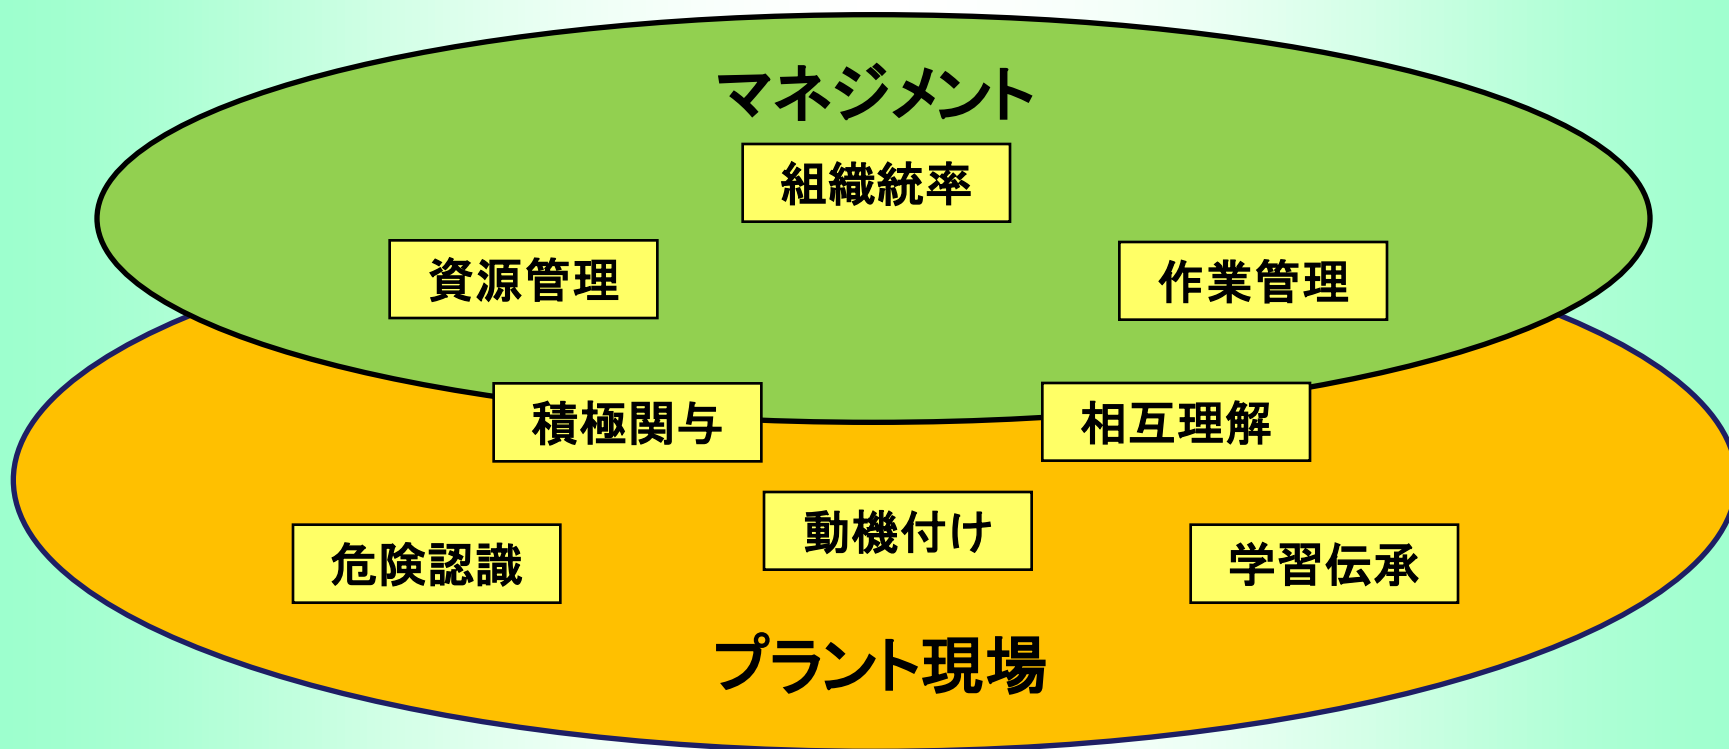 マネジメント
組織統率
資源管理
作業管理
積極関与
相互理解
動機付け
危険認識
学習伝承
プラント現場